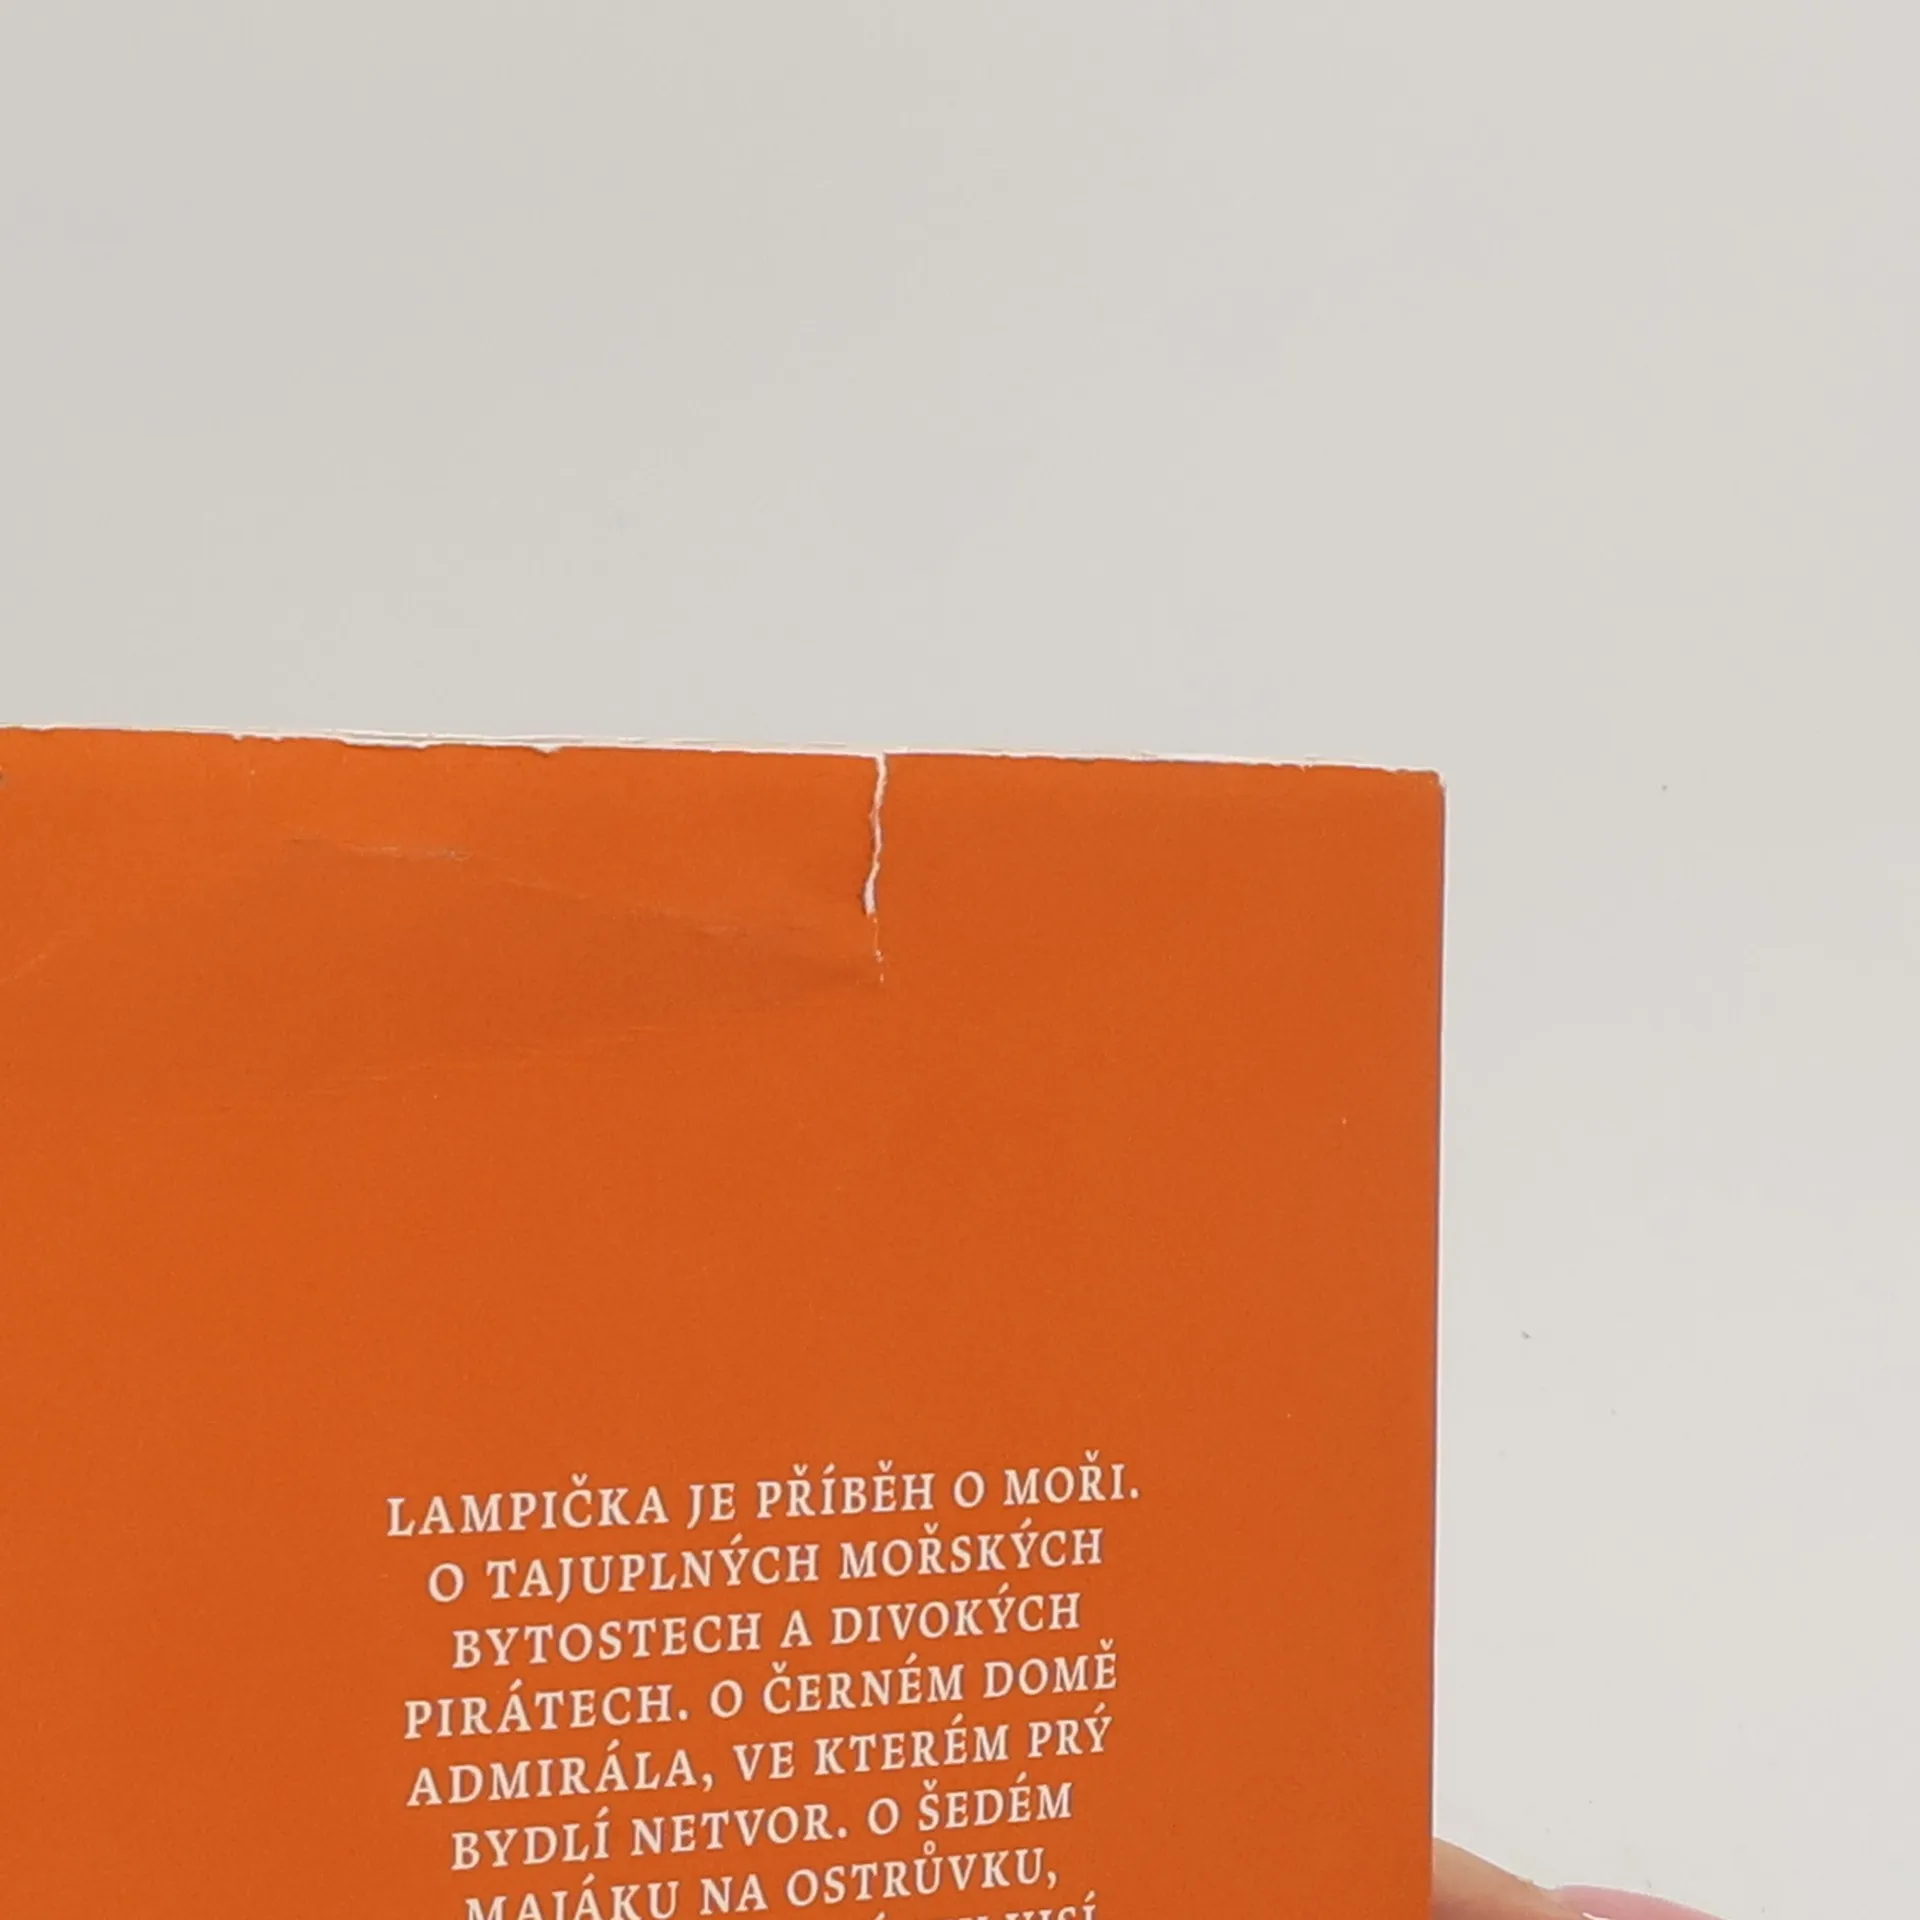 LAMPIČKA JE PŘÍBĚH O MOŘI.
O TAJUPLNÝCH MOŘSKÝCH
BYTOSTECH A DIVOKÝCH
PIRÁTECH. O ČERNÉM DOMĚ
ADMIRÁLA, VE KTERÉM PRÝ
BYDLÍ NETVOR. O ŠEDÉM
MAJÁKU NA OSTRŮVKU,
VISÍ